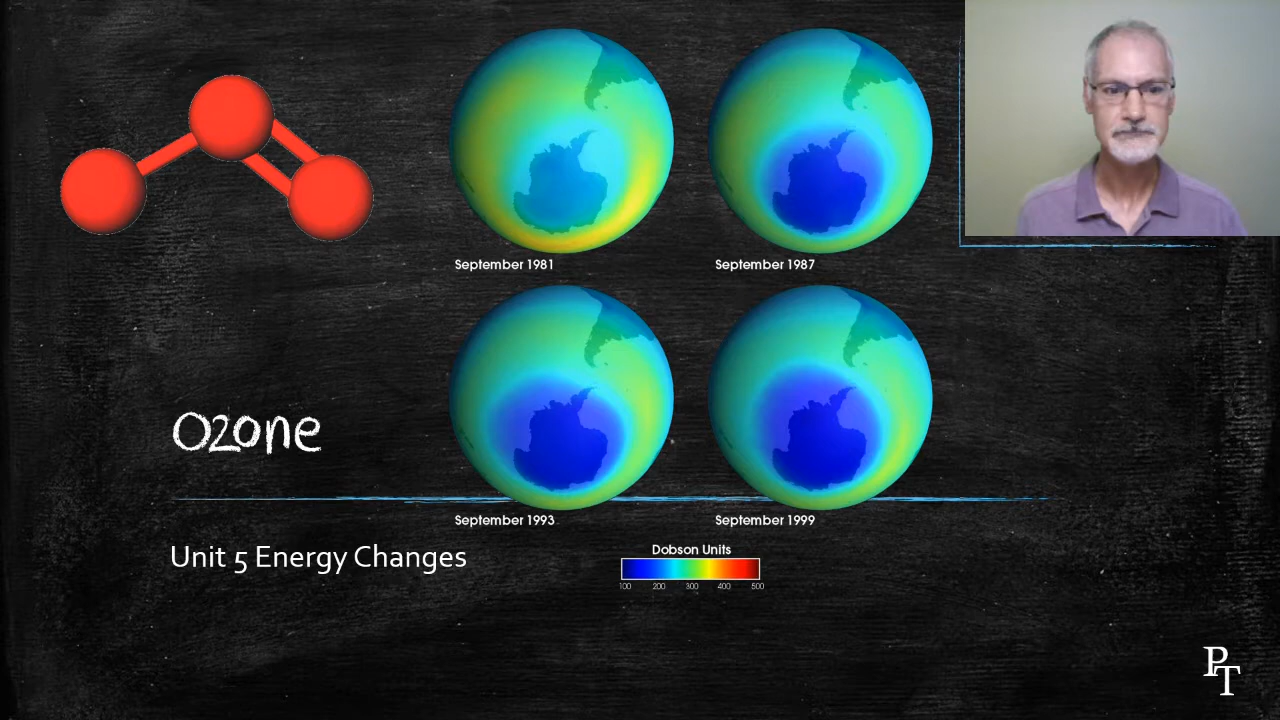 September 1981
September 1987
Ozone
September 1993
September 1999
Unit 5 Energy Changes
Dobson Units
100 200 300 400 500
PT